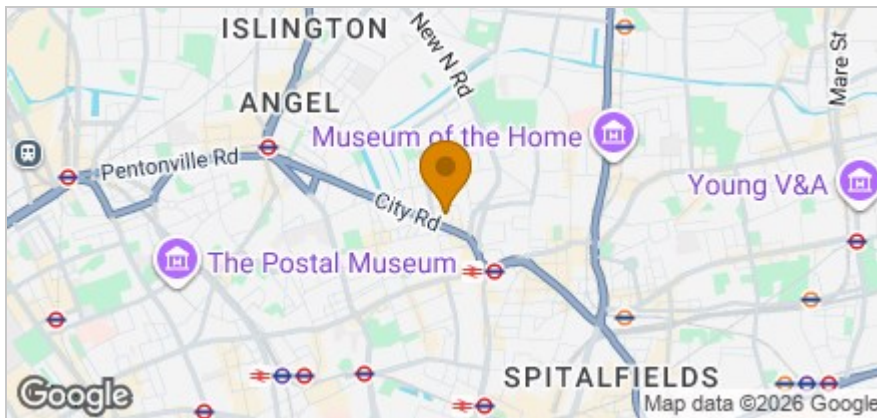 ISLINGTON
New N Rd
Mare St
ANGEL
Museum of the Home
Pentonville Rd
Young V&A
City Rd
The Postal Museum
SPITALFIELDS
Google
Map data ©2026 Google